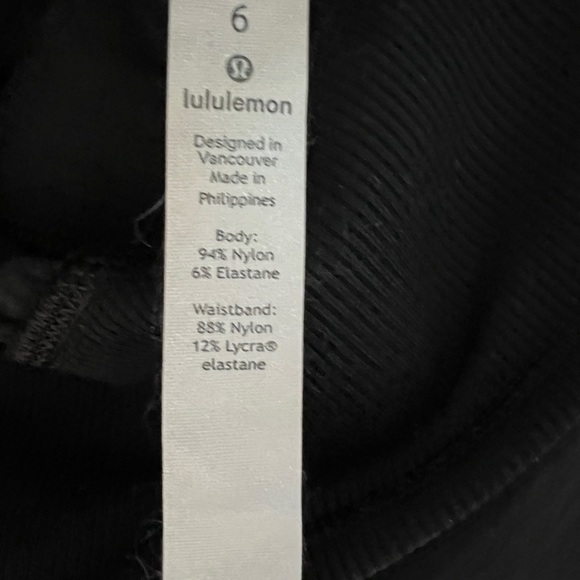 6
lululemon
Designed in
Vancouver
Made in
Philippines
Body:
94% Nylon
6% Elastane
Waistband:
88% Nylon
12% Lycra®
elastane